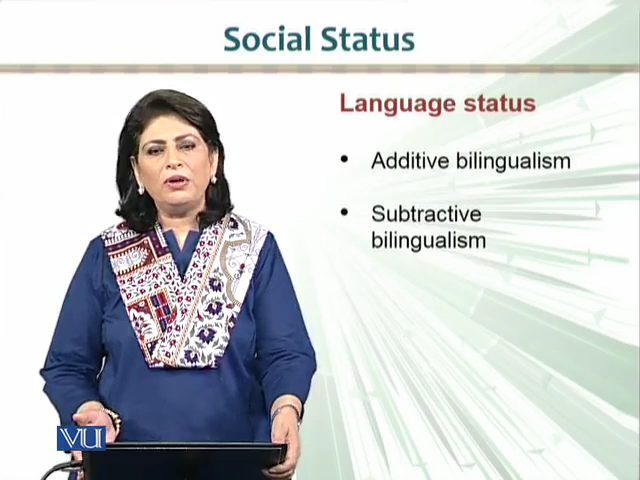 Social Status
Language status
• Additive bilingualism
• Subtractive
bilingualism
VU